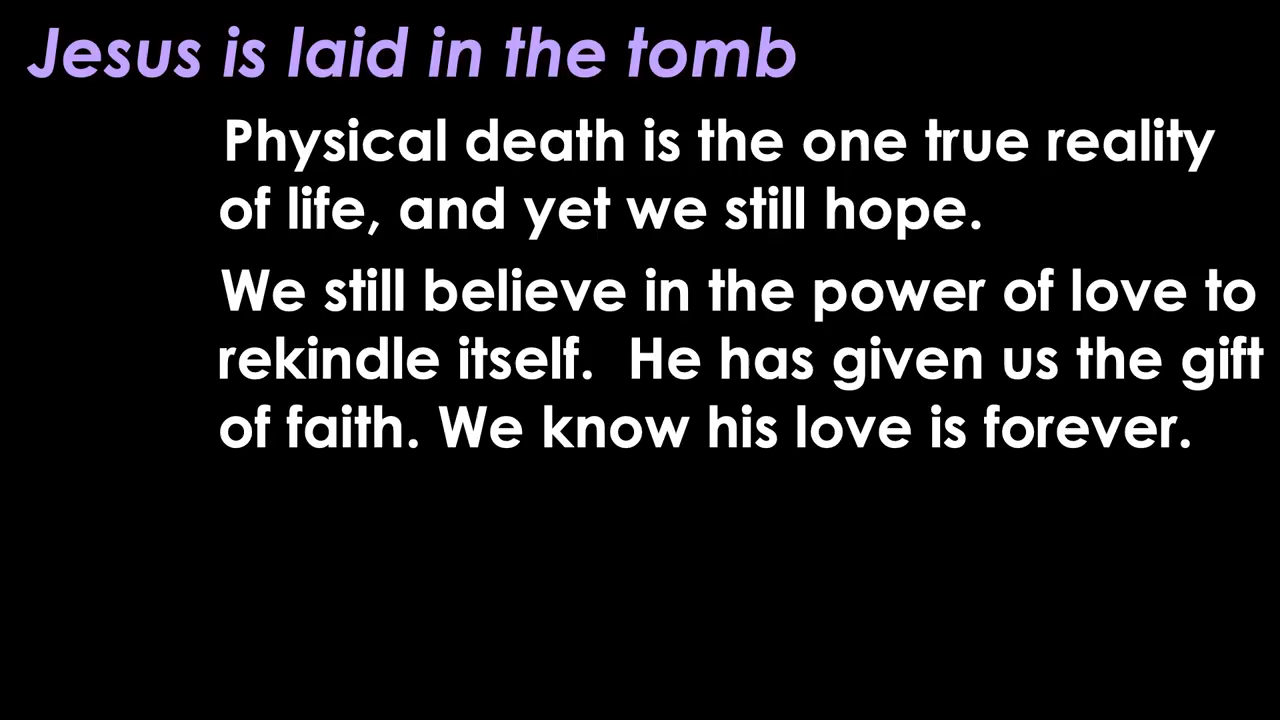 Jesus is laid in the tomb
Physical death is the one true reality
of life, and yet we still hope.
We still believe in the power of love to
rekindle itself.  He has given us the gift
of faith. We know his love is forever.